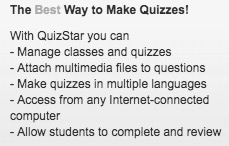 The Best Way to Make Quizzes!
With QuizStar you can
- Manage classes and quizzes
- Attach multimedia files to questions
- Make quizzes in multiple languages
- Access from any Internet-connected
computer
- Allow students to complete and review